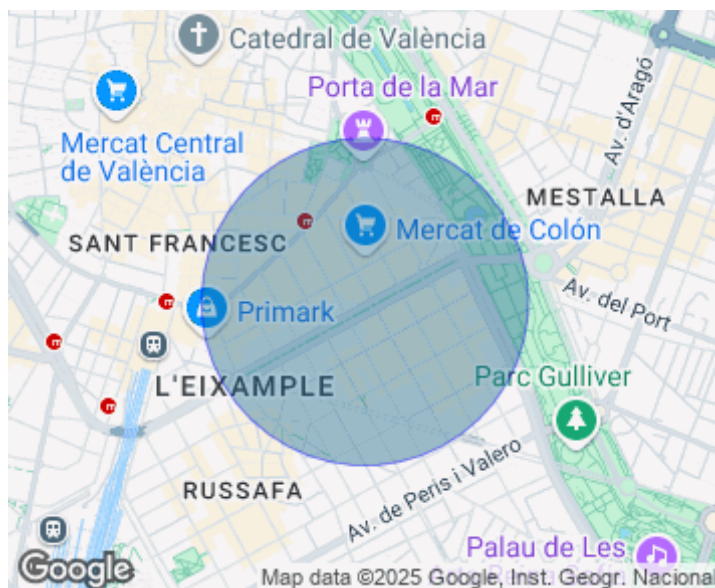 Catedral de València
Porta de la Mar
Av. d'Aragó
Mercat Central
de València
MESTALLA
SANT FRANCESC
Mercat de Colón
Av. del Port
Primark
L'EIXAMPLE
Parc Gulliver
RUSSAFA
Av. de Peris i Valero
Palau de Les
Google
Map data ©2025 Google, Inst. Geogr. Nacional